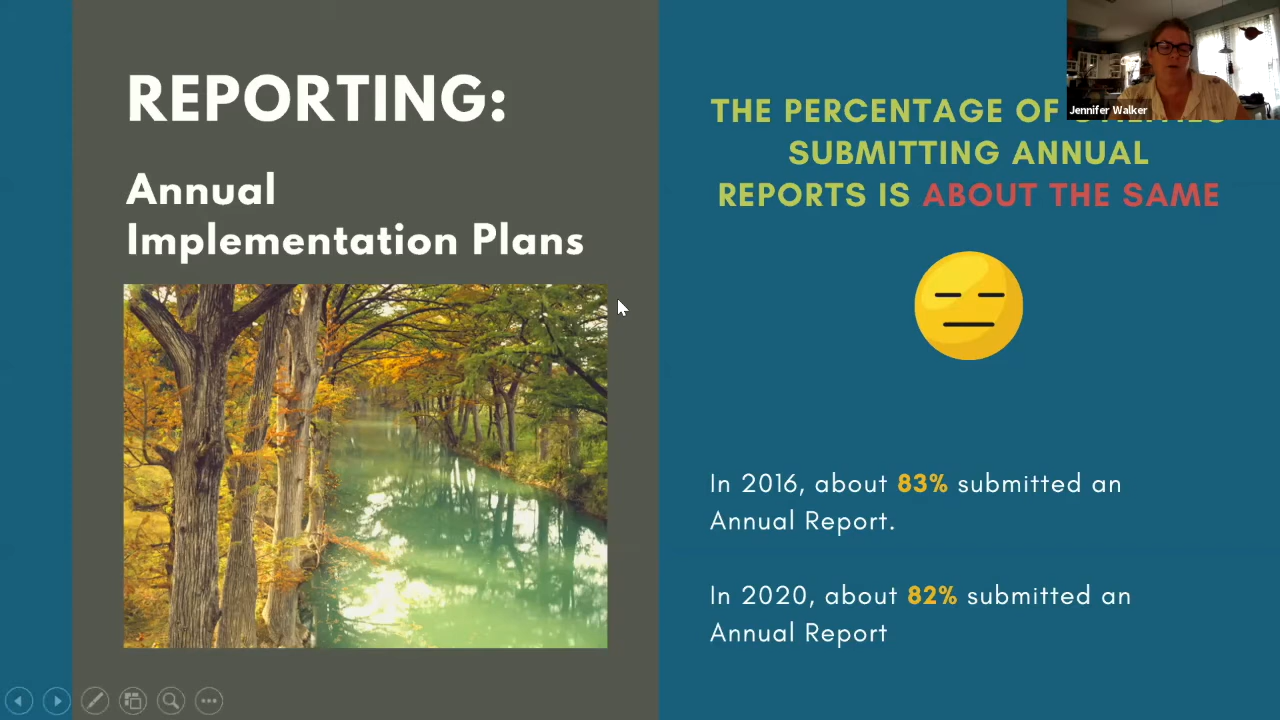 REPORTING:
Annual
Implementation Plans
THE PERCENTAGE OF
SUBMITTING ANNUAL
REPORTS IS ABOUT THE SAME
In 2016, about 83% submitted an
Annual Report.
In 2020, about 82% submitted an
Annual Report
Jennifer Walker